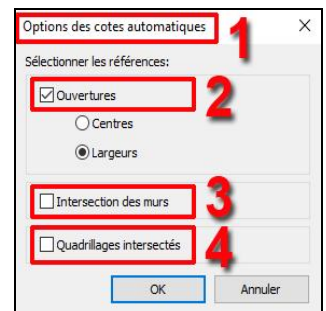 Options des cotes automatiques 1 X
Sélectionner les références:
Ouvertures 2
Centres
Largeurs
Intersection des murs 3
Quadrillages intersectés 4
OK Annuler